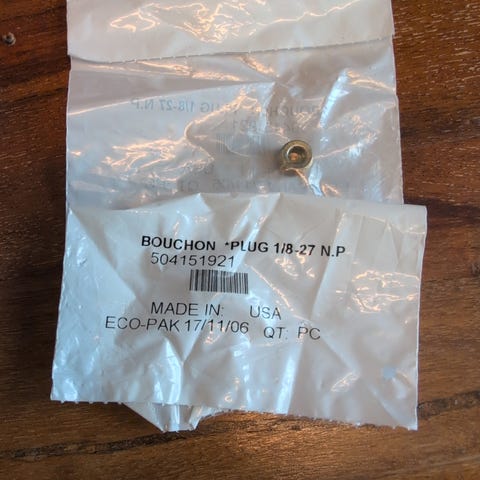 BOUCHON *PLUG 1/8-27 N.P
504151921
MADE IN: USA
ECO-PAK 17/11/06 QT: PC